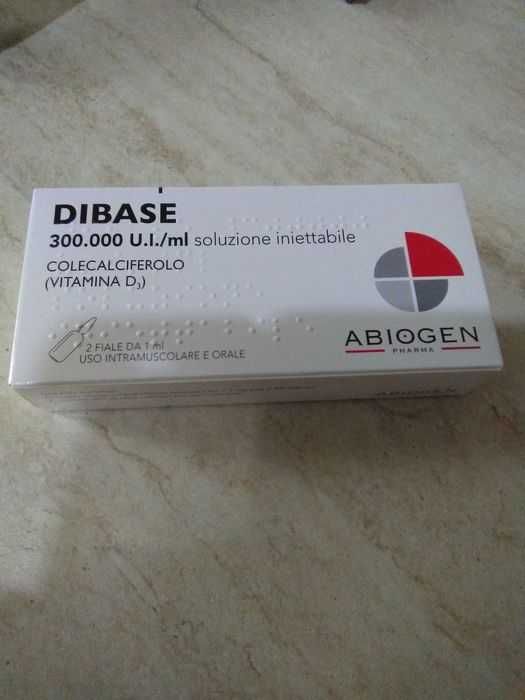 DIBASE
300.000 U.I./ml soluzione iniettabile
COLECALCIFEROLO
(VITAMINA D₃)
2 FIALE DA 1 ml
USO INTRAMUSCOLARE E ORALE
ABIOGEN
PHARMA
ABIOGEN